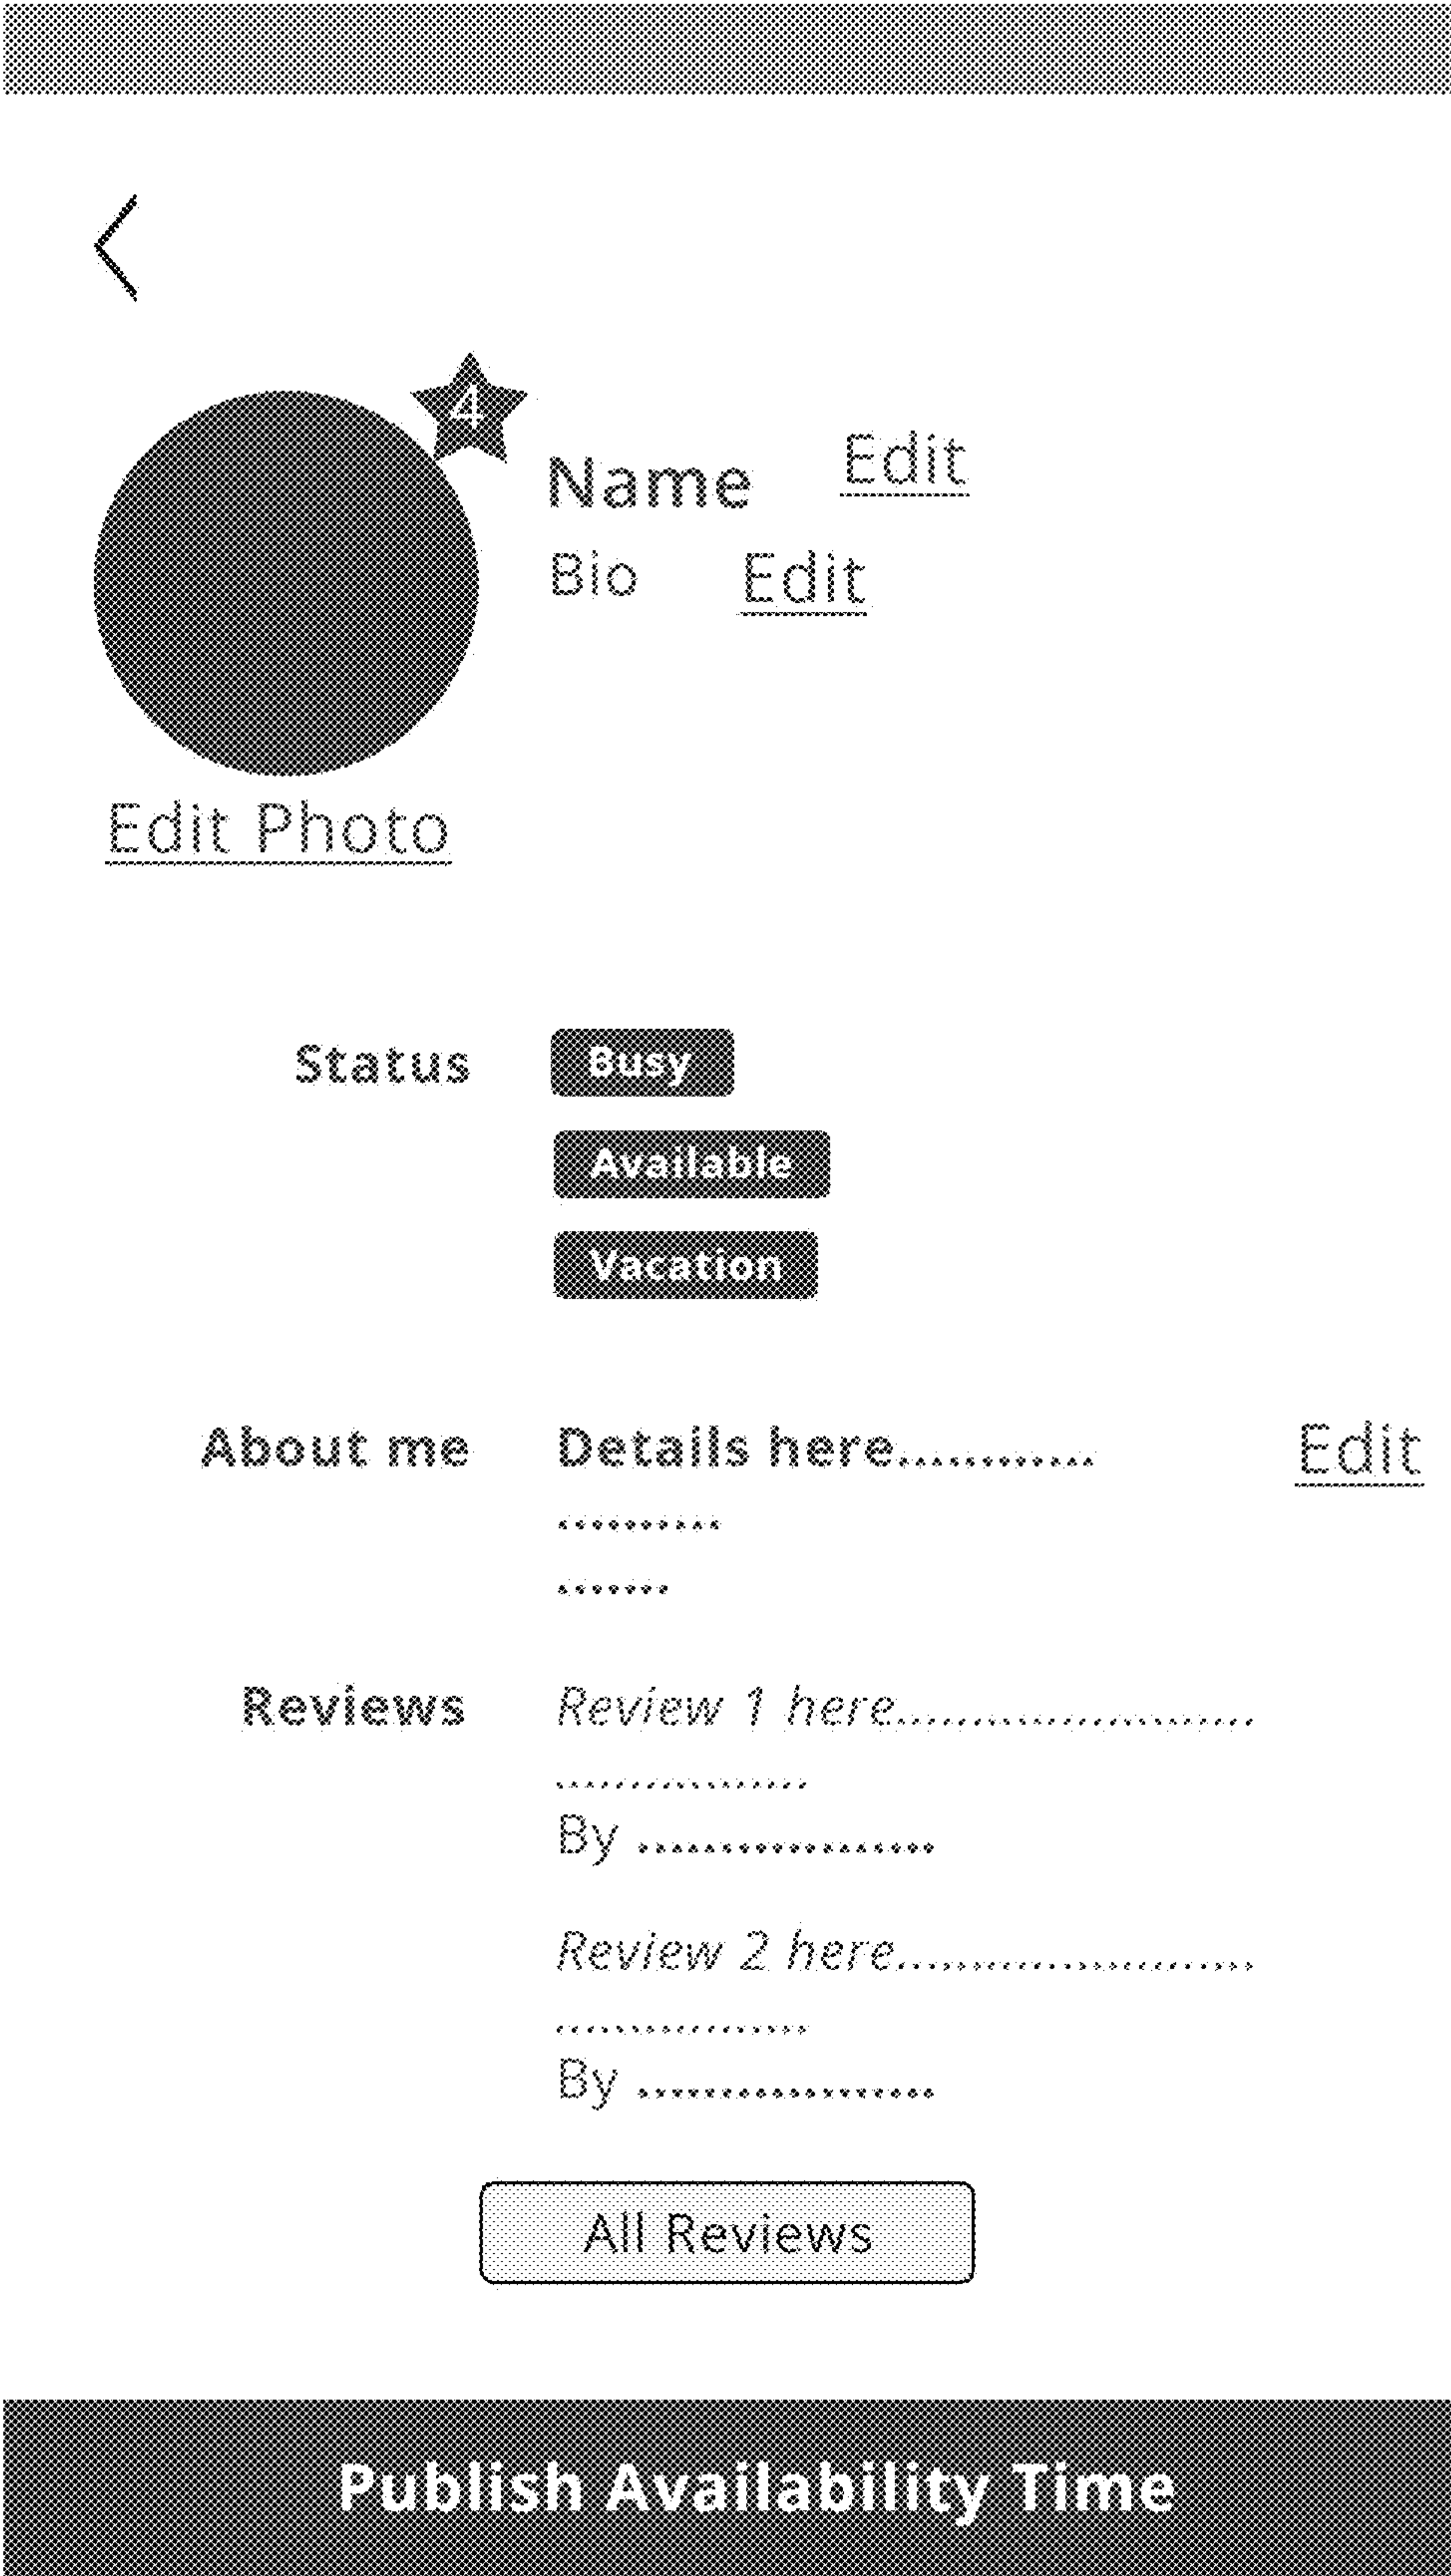 4
Name Edit
Bio Edit
Edit Photo
Status Busy
Available
Vacation
About me Details here............ Edit
..........
.......
Reviews Review 1 here........................
.................
By ..................
Review 2 here........................
.................
By ..................
All Reviews
Publish Availability Time